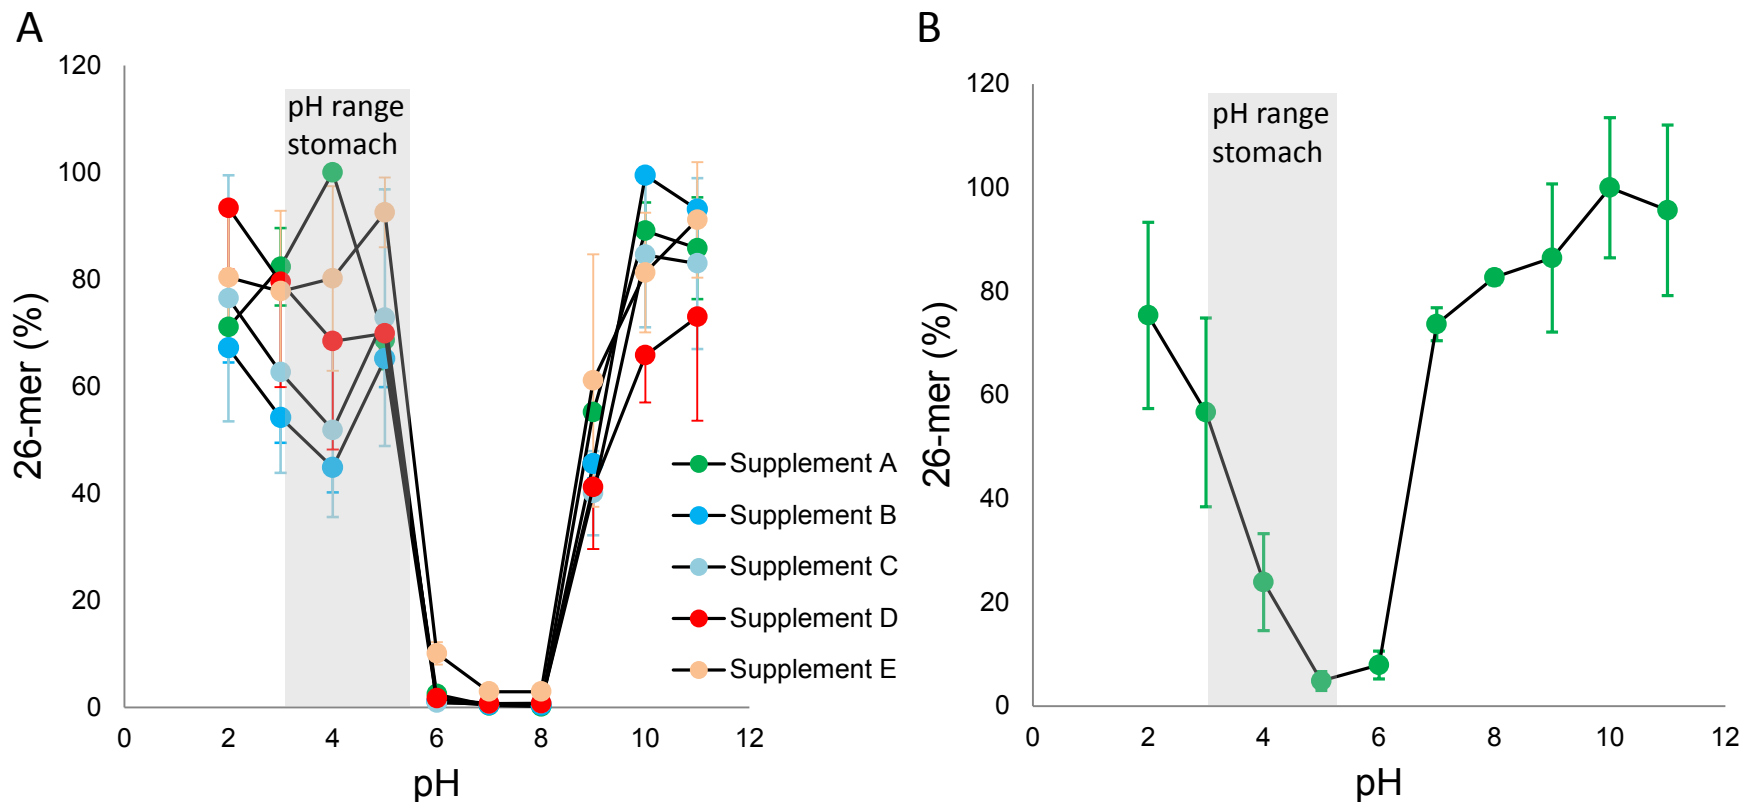 A
120
100
80
60
40
20
0
26-mer (%)
pH range
stomach
Supplement A
Supplement B
Supplement C
Supplement D
Supplement E
0 2 4 6 8 10 12
pH
B
120
100
80
60
40
20
0
26-mer (%)
pH range
stomach
0 2 4 6 8 10 12
pH